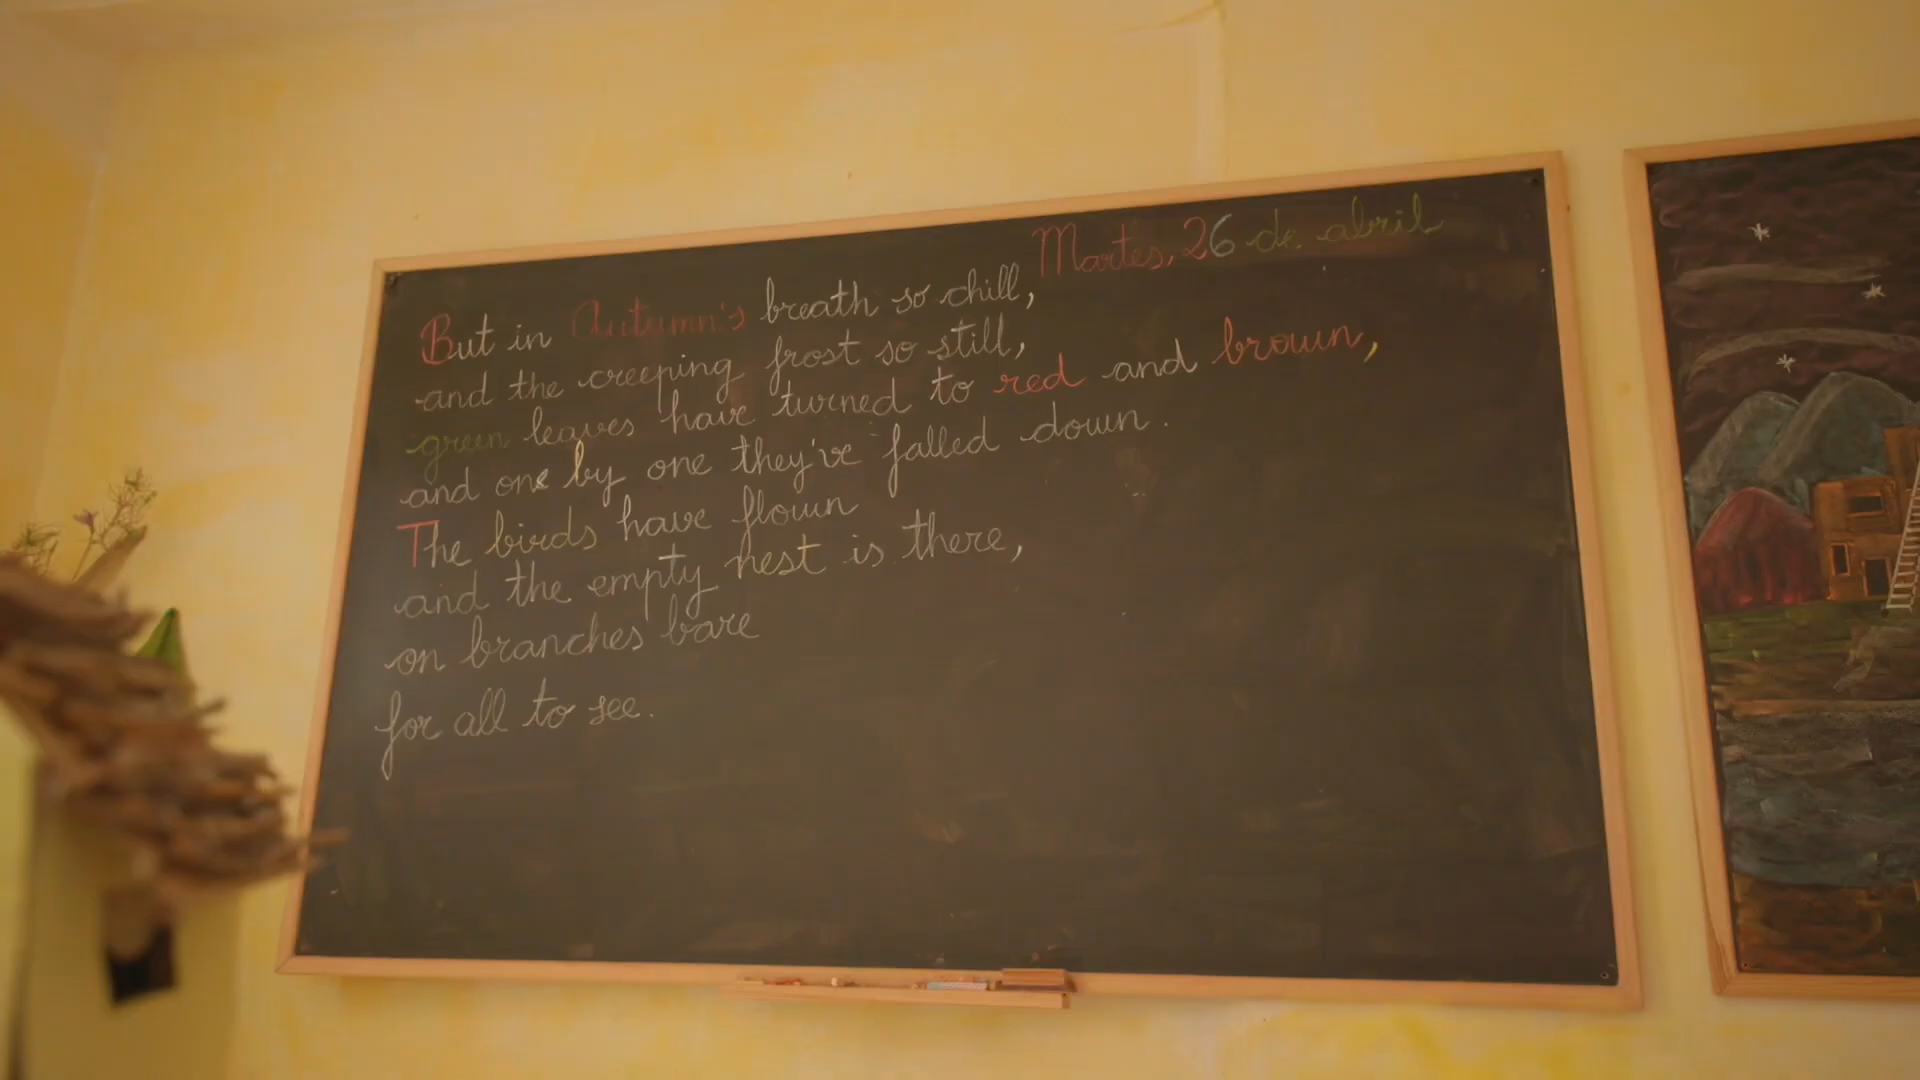 Martes, 26 de abril
But in Autumn's breath so chill,
and the creeping frost so still,
green leaves have turned to red and brown,
and one by one they've falled down.
The birds have flown
and the empty nest is there,
on branches bare
for all to see.